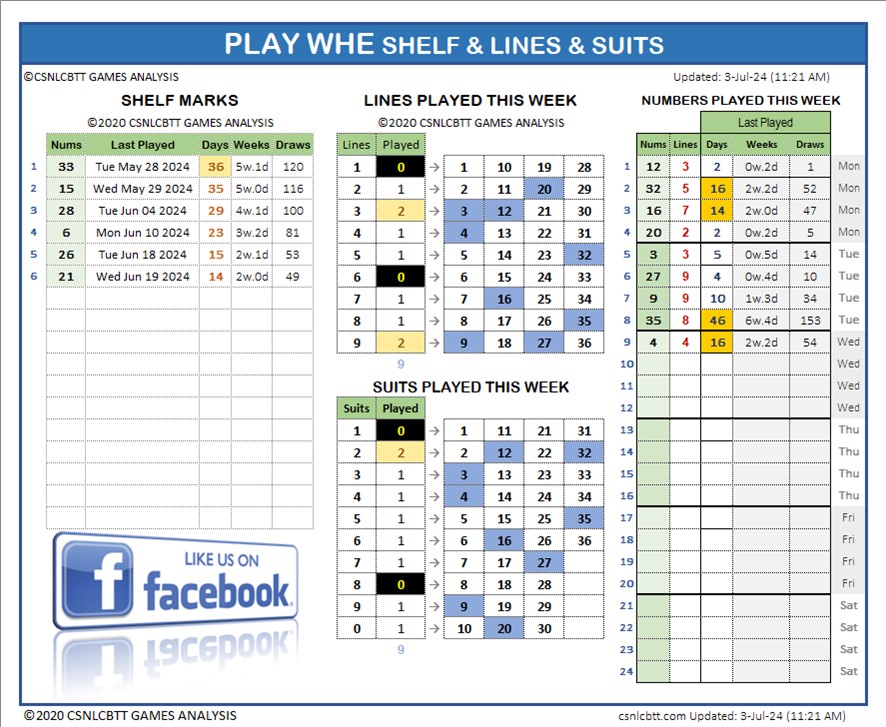 PLAY WHE SHELF & LINES & SUITS
©CSNLCBTT GAMES ANALYSIS
Updated: 3-Jul-24 (11:21 AM)
SHELF MARKS
©2020 CSNLCBTT GAMES ANALYSIS
Nums Last Played Days Weeks Draws
1 33 Tue May 28 2024 36 5w.1d 120
2 15 Wed May 29 2024 35 5w.0d 116
3 28 Tue Jun 04 2024 29 4w.1d 100
4 6 Mon Jun 10 2024 23 3w.2d 81
5 26 Tue Jun 18 2024 15 2w.1d 53
6 21 Wed Jun 19 2024 14 2w.0d 49
LIKE US ON
f facebook
LINES PLAYED THIS WEEK
©2020 CSNLCBTT GAMES ANALYSIS
Lines Played
1 0 → 1 10 19 28
2 1 → 2 11 20 29
3 2 → 3 12 21 30
4 1 → 4 13 22 31
5 1 → 5 14 23 32
6 0 → 6 15 24 33
7 1 → 7 16 25 34
8 1 → 8 17 26 35
9 2 → 9 18 27 36
9
SUITS PLAYED THIS WEEK
Suits Played
1 0 → 1 11 21 31
2 2 → 2 12 22 32
3 1 → 3 13 23 33
4 1 → 4 14 24 34
5 1 → 5 15 25 35
6 1 → 6 16 26 36
7 1 → 7 17 27
8 0 → 8 18 28
9 1 → 9 19 29
0 1 → 10 20 30
9
NUMBERS PLAYED THIS WEEK
Last Played
Nums Lines Days Weeks Draws
1 12 3 2 0w.2d 1 Mon
2 32 5 16 2w.2d 52 Mon
3 16 7 14 2w.0d 47 Mon
4 20 2 2 0w.2d 5 Mon
5 3 3 5 0w.5d 14 Tue
6 27 9 4 0w.4d 10 Tue
7 9 9 10 1w.3d 34 Tue
8 35 8 46 6w.4d 153 Tue
9 4 4 16 2w.2d 54 Wed
10 Wed
11 Wed
12 Wed
13 Thu
14 Thu
15 Thu
16 Thu
17 Fri
18 Fri
19 Fri
20 Fri
21 Sat
22 Sat
23 Sat
24 Sat
©2020 CSNLCBTT GAMES ANALYSIS
csnlcbtt.com Updated: 3-Jul-24 (11:21 AM)